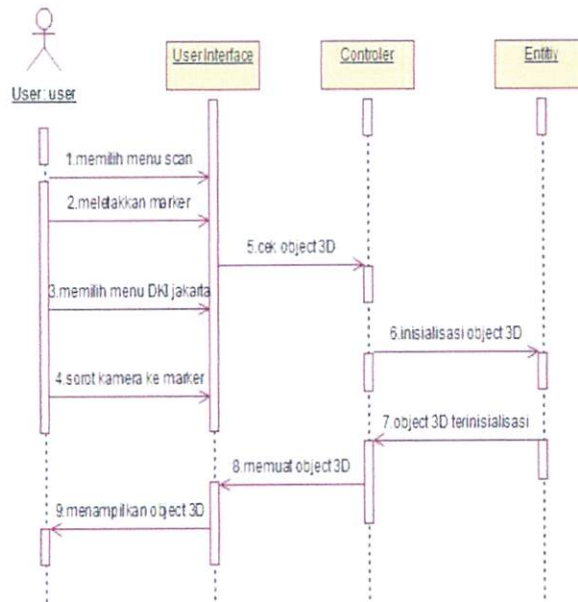 User Interface
Controler
Entitiy
User: user
1.memilih menu scan
2.meletakkan marker
5.cek object 3D
3.memilih menu DKI jakarta
6.inisialisasi object 3D
4.sorot kamera ke marker
7.object 3D terinisialisasi
8.memuat object 3D
9.menampilkan object 3D